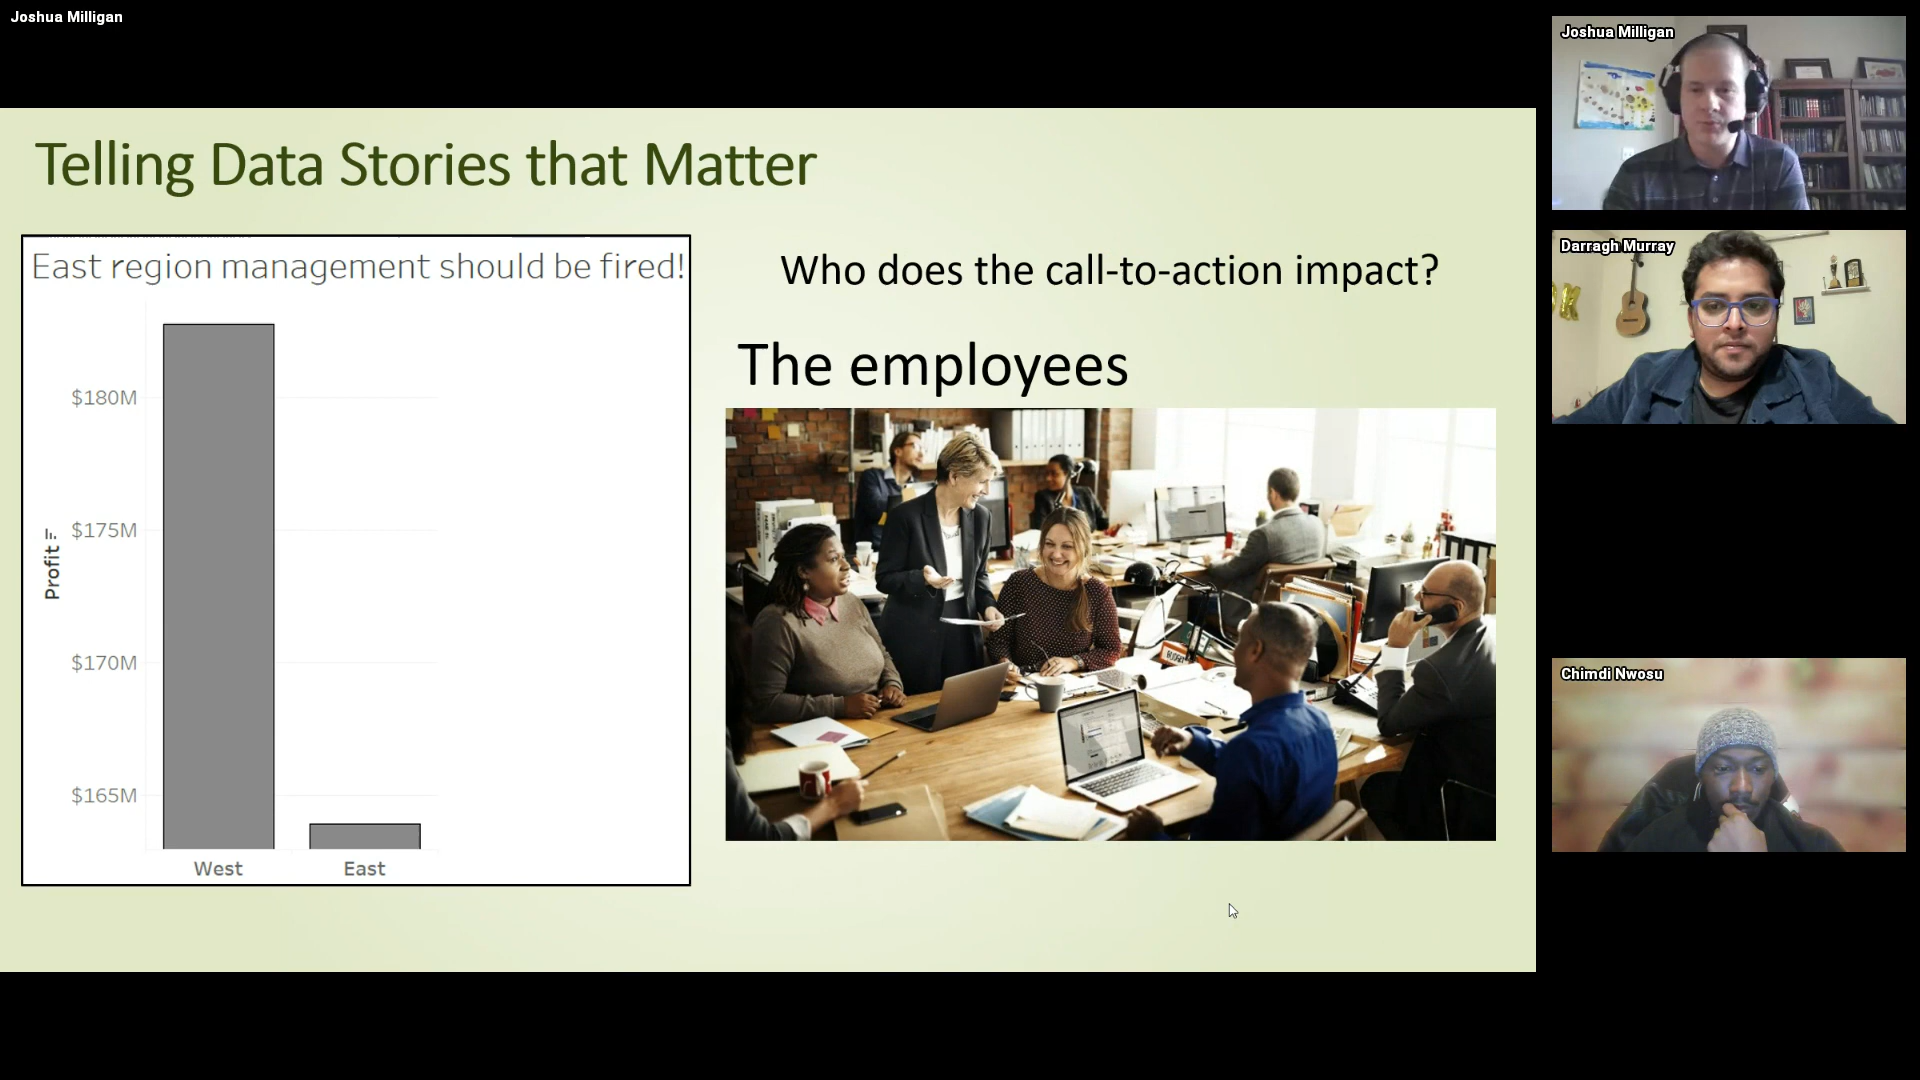 Joshua Milligan
Telling Data Stories that Matter
East region management should be fired!
Profit
$180M
$175M
$170M
$165M
West
East
Who does the call-to-action impact?
The employees
BUDGET
Joshua Milligan
Darragh Murray
Chimdi Nwosu